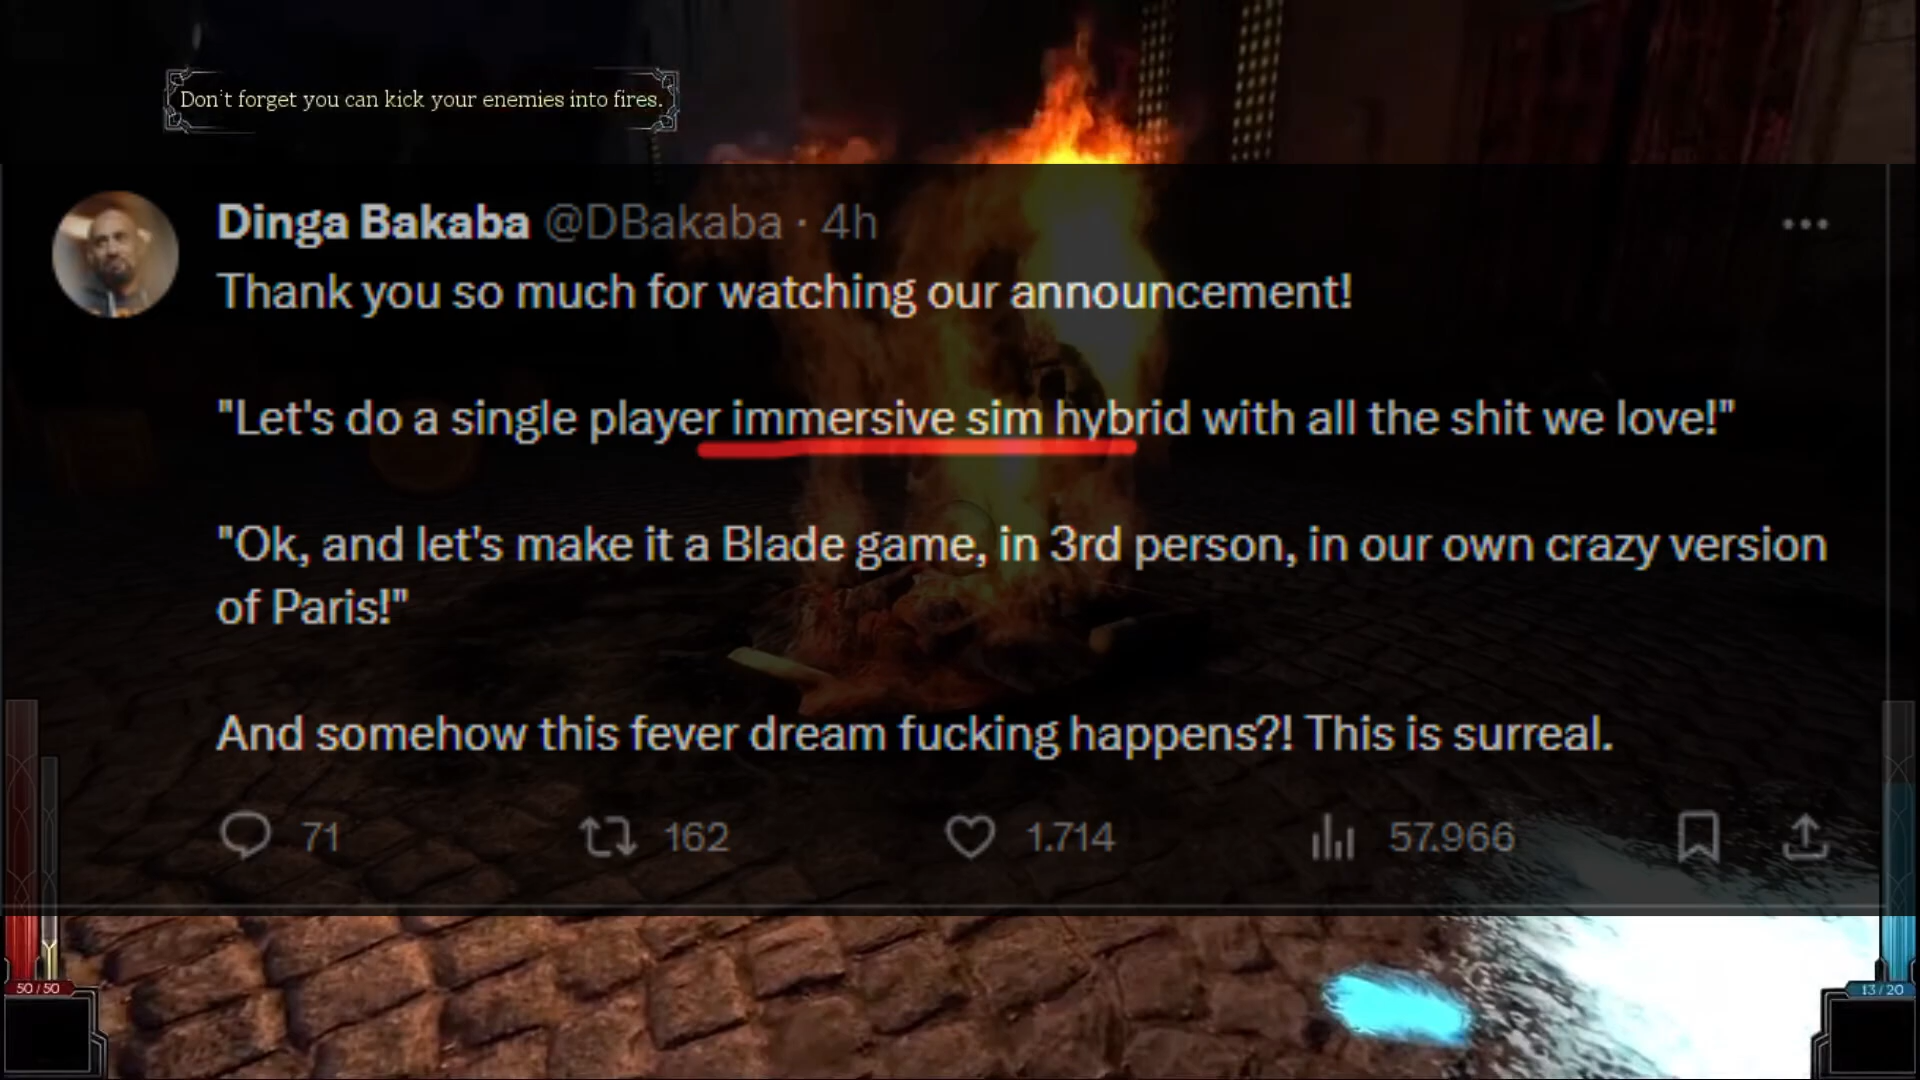 Don't forget you can kick your enemies into fires.
Dinga Bakaba @DBakaba · 4h
Thank you so much for watching our announcement!
"Let's do a single player immersive sim hybrid with all the shit we love!"
"Ok, and let's make it a Blade game, in 3rd person, in our own crazy version
of Paris!"
And somehow this fever dream fucking happens?! This is surreal.
71 162 1.714 57.966
50/50
13/20